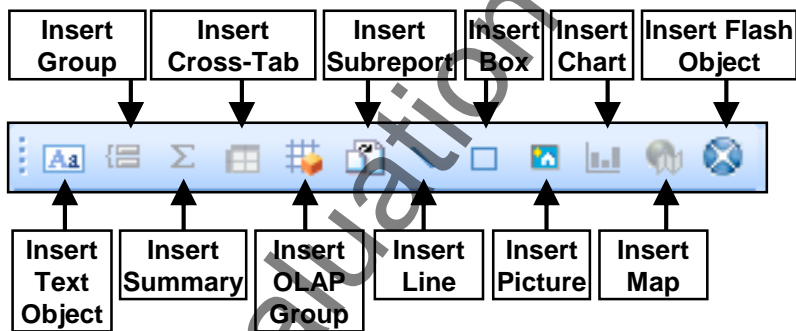 Insert
Group
Insert
Cross-Tab
Insert
Subreport
Insert
Box
Insert
Chart
Insert Flash
Object
Aa
Insert
Text
Object
Insert
Summary
Insert
OLAP
Group
Insert
Line
Insert
Picture
Insert
Map